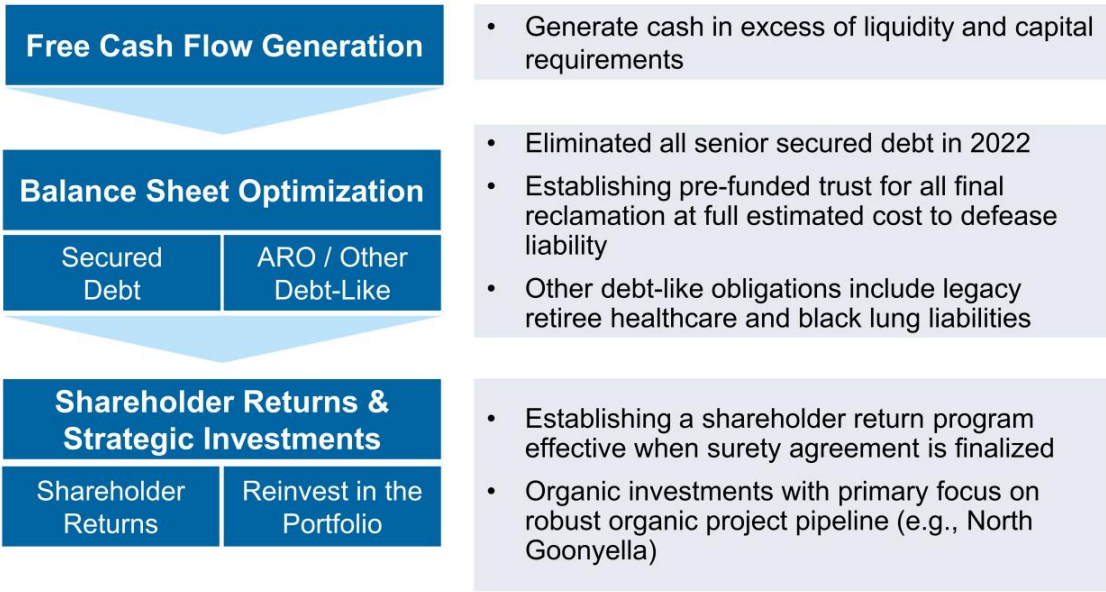 Free Cash Flow Generation
• Generate cash in excess of liquidity and capital
requirements
Balance Sheet Optimization
Secured
Debt
ARO / Other
Debt-Like
• Eliminated all senior secured debt in 2022
• Establishing pre-funded trust for all final
reclamation at full estimated cost to defease
liability
• Other debt-like obligations include legacy
retiree healthcare and black lung liabilities
Shareholder Returns &
Strategic Investments
Shareholder
Returns
Reinvest in the
Portfolio
• Establishing a shareholder return program
effective when surety agreement is finalized
• Organic investments with primary focus on
robust organic project pipeline (e.g., North
Goonyella)